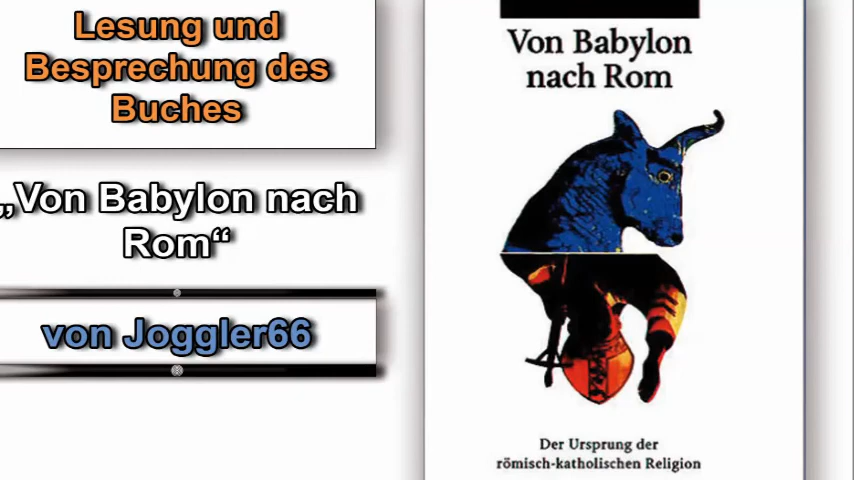 Lesung und
Besprechung des
Buches
„Von Babylon nach
Rom“
von Joggler66
Von Babylon
nach Rom
Der Ursprung der
römisch-katholischen Religion